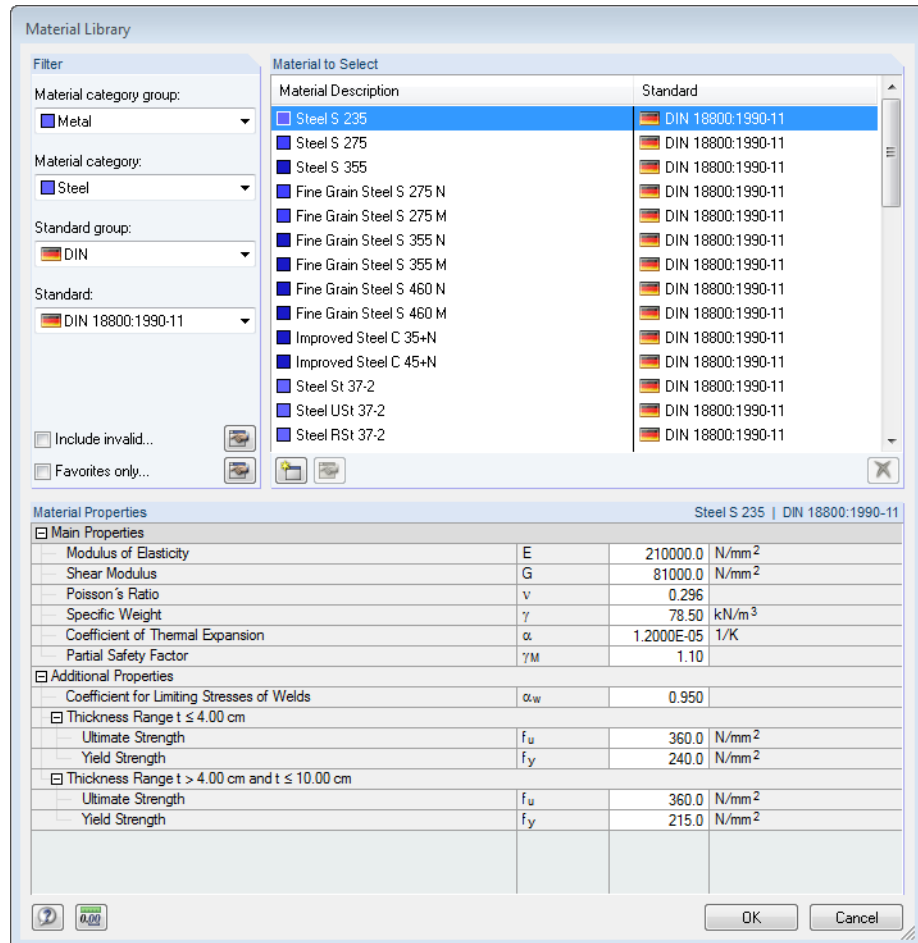 Material Library
Filter
Material category group:
Metal
Material category:
Steel
Standard group:
DIN
Standard:
DIN 18800:1990-11
Include invalid...
Favorites only...
Material to Select
Material Description Standard
Steel S 235 DIN 18800:1990-11
Steel S 275 DIN 18800:1990-11
Steel S 355 DIN 18800:1990-11
Fine Grain Steel S 275 N DIN 18800:1990-11
Fine Grain Steel S 275 M DIN 18800:1990-11
Fine Grain Steel S 355 N DIN 18800:1990-11
Fine Grain Steel S 355 M DIN 18800:1990-11
Fine Grain Steel S 460 N DIN 18800:1990-11
Fine Grain Steel S 460 M DIN 18800:1990-11
Improved Steel C 35+N DIN 18800:1990-11
Improved Steel C 45+N DIN 18800:1990-11
Steel St 37-2 DIN 18800:1990-11
Steel USt 37-2 DIN 18800:1990-11
Steel RSt 37-2 DIN 18800:1990-11
Material Properties Steel S 235 | DIN 18800:1990-11
Main Properties
Modulus of Elasticity E 210000.0 N/mm²
Shear Modulus G 81000.0 N/mm²
Poisson´s Ratio ν 0.296
Specific Weight γ 78.50 kN/m³
Coefficient of Thermal Expansion α 1.2000E-05 1/K
Partial Safety Factor γM 1.10
Additional Properties
Coefficient for Limiting Stresses of Welds αw 0.950
Thickness Range t ≤ 4.00 cm
Ultimate Strength fu 360.0 N/mm²
Yield Strength fy 240.0 N/mm²
Thickness Range t > 4.00 cm and t ≤ 10.00 cm
Ultimate Strength fu 360.0 N/mm²
Yield Strength fy 215.0 N/mm²
? 0.00 OK Cancel